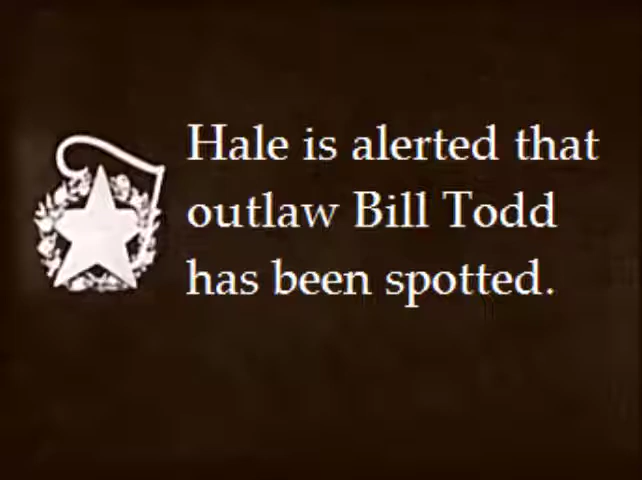 Hale is alerted that
outlaw Bill Todd
has been spotted.